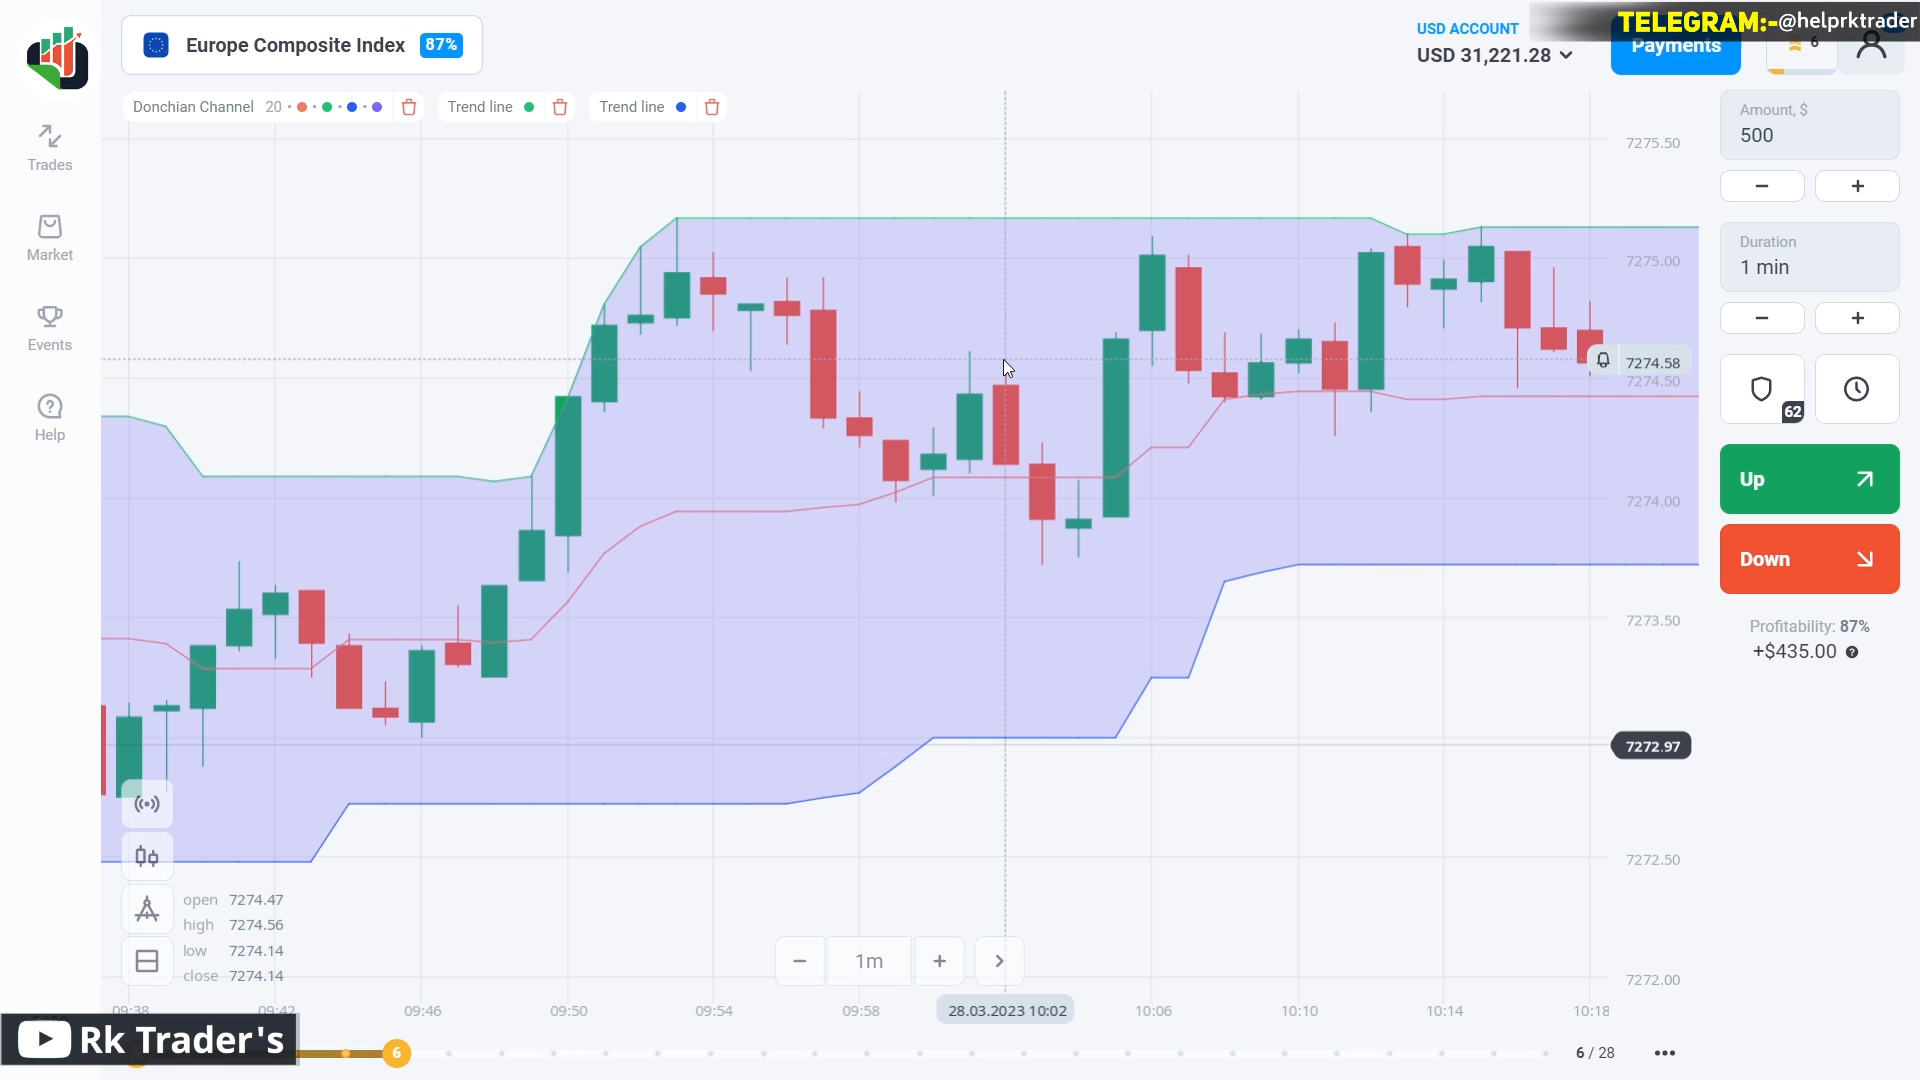 TELEGRAM:-@helprktrader
Europe Composite Index 87%
USD ACCOUNT
USD 31,221.28
Payments
6
Donchian Channel 20
Trend line
Trend line
Trades
Market
Events
Help
7275.50
7275.00
7274.58
7274.50
7274.00
7273.50
7272.97
7272.50
7272.00
Amount, $
500
− +
Duration
1 min
− +
62
Up
Down
Profitability: 87%
+$435.00 ?
open 7274.47
high 7274.56
low 7274.14
close 7274.14
− 1m + >
09:38 09:42 09:46 09:50 09:54 09:58 28.03.2023 10:02 10:06 10:10 10:14 10:18
Rk Trader's
6
6 / 28